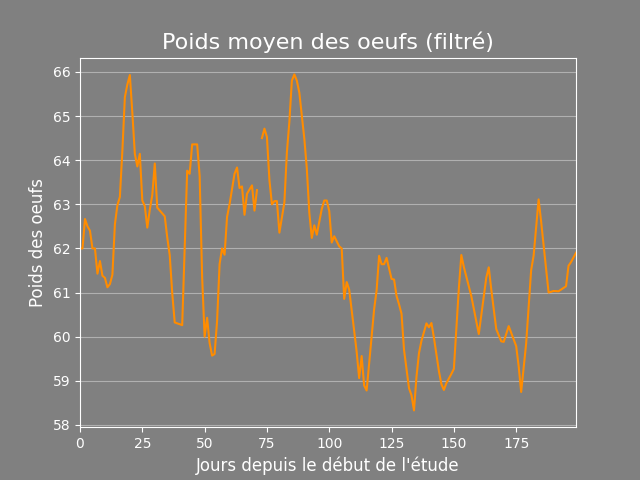 Poids moyen des oeufs (filtré)
66
65
64
63
62
61
60
59
58
Poids des oeufs
0 25 50 75 100 125 150 175
Jours depuis le début de l'étude